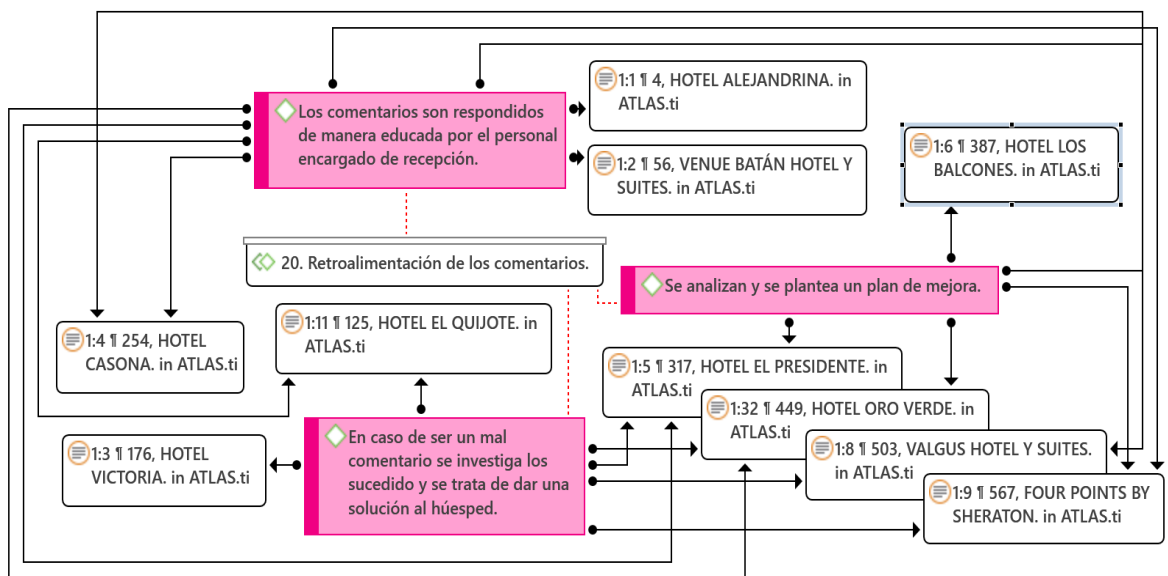 Los comentarios son respondidos
de manera educada por el personal
encargado de recepción.
1:1 ¶ 4, HOTEL ALEJANDRINA. in
ATLAS.ti
1:2 ¶ 56, VENUE BATÁN HOTEL Y
SUITES. in ATLAS.ti
1:6 ¶ 387, HOTEL LOS
BALCONES. in ATLAS.ti
20. Retroalimentación de los comentarios.
Se analizan y se plantea un plan de mejora.
1:4 ¶ 254, HOTEL
CASONA. in ATLAS.ti
1:11 ¶ 125, HOTEL EL QUIJOTE. in
ATLAS.ti
1:5 ¶ 317, HOTEL EL PRESIDENTE. in
ATLAS.ti
1:32 ¶ 449, HOTEL ORO VERDE. in
ATLAS.ti
1:3 ¶ 176, HOTEL
VICTORIA. in ATLAS.ti
En caso de ser un mal
comentario se investiga los
sucedido y se trata de dar una
solución al húesped.
1:8 ¶ 503, VALGUS HOTEL Y SUITES.
in ATLAS.ti
1:9 ¶ 567, FOUR POINTS BY
SHERATON. in ATLAS.ti